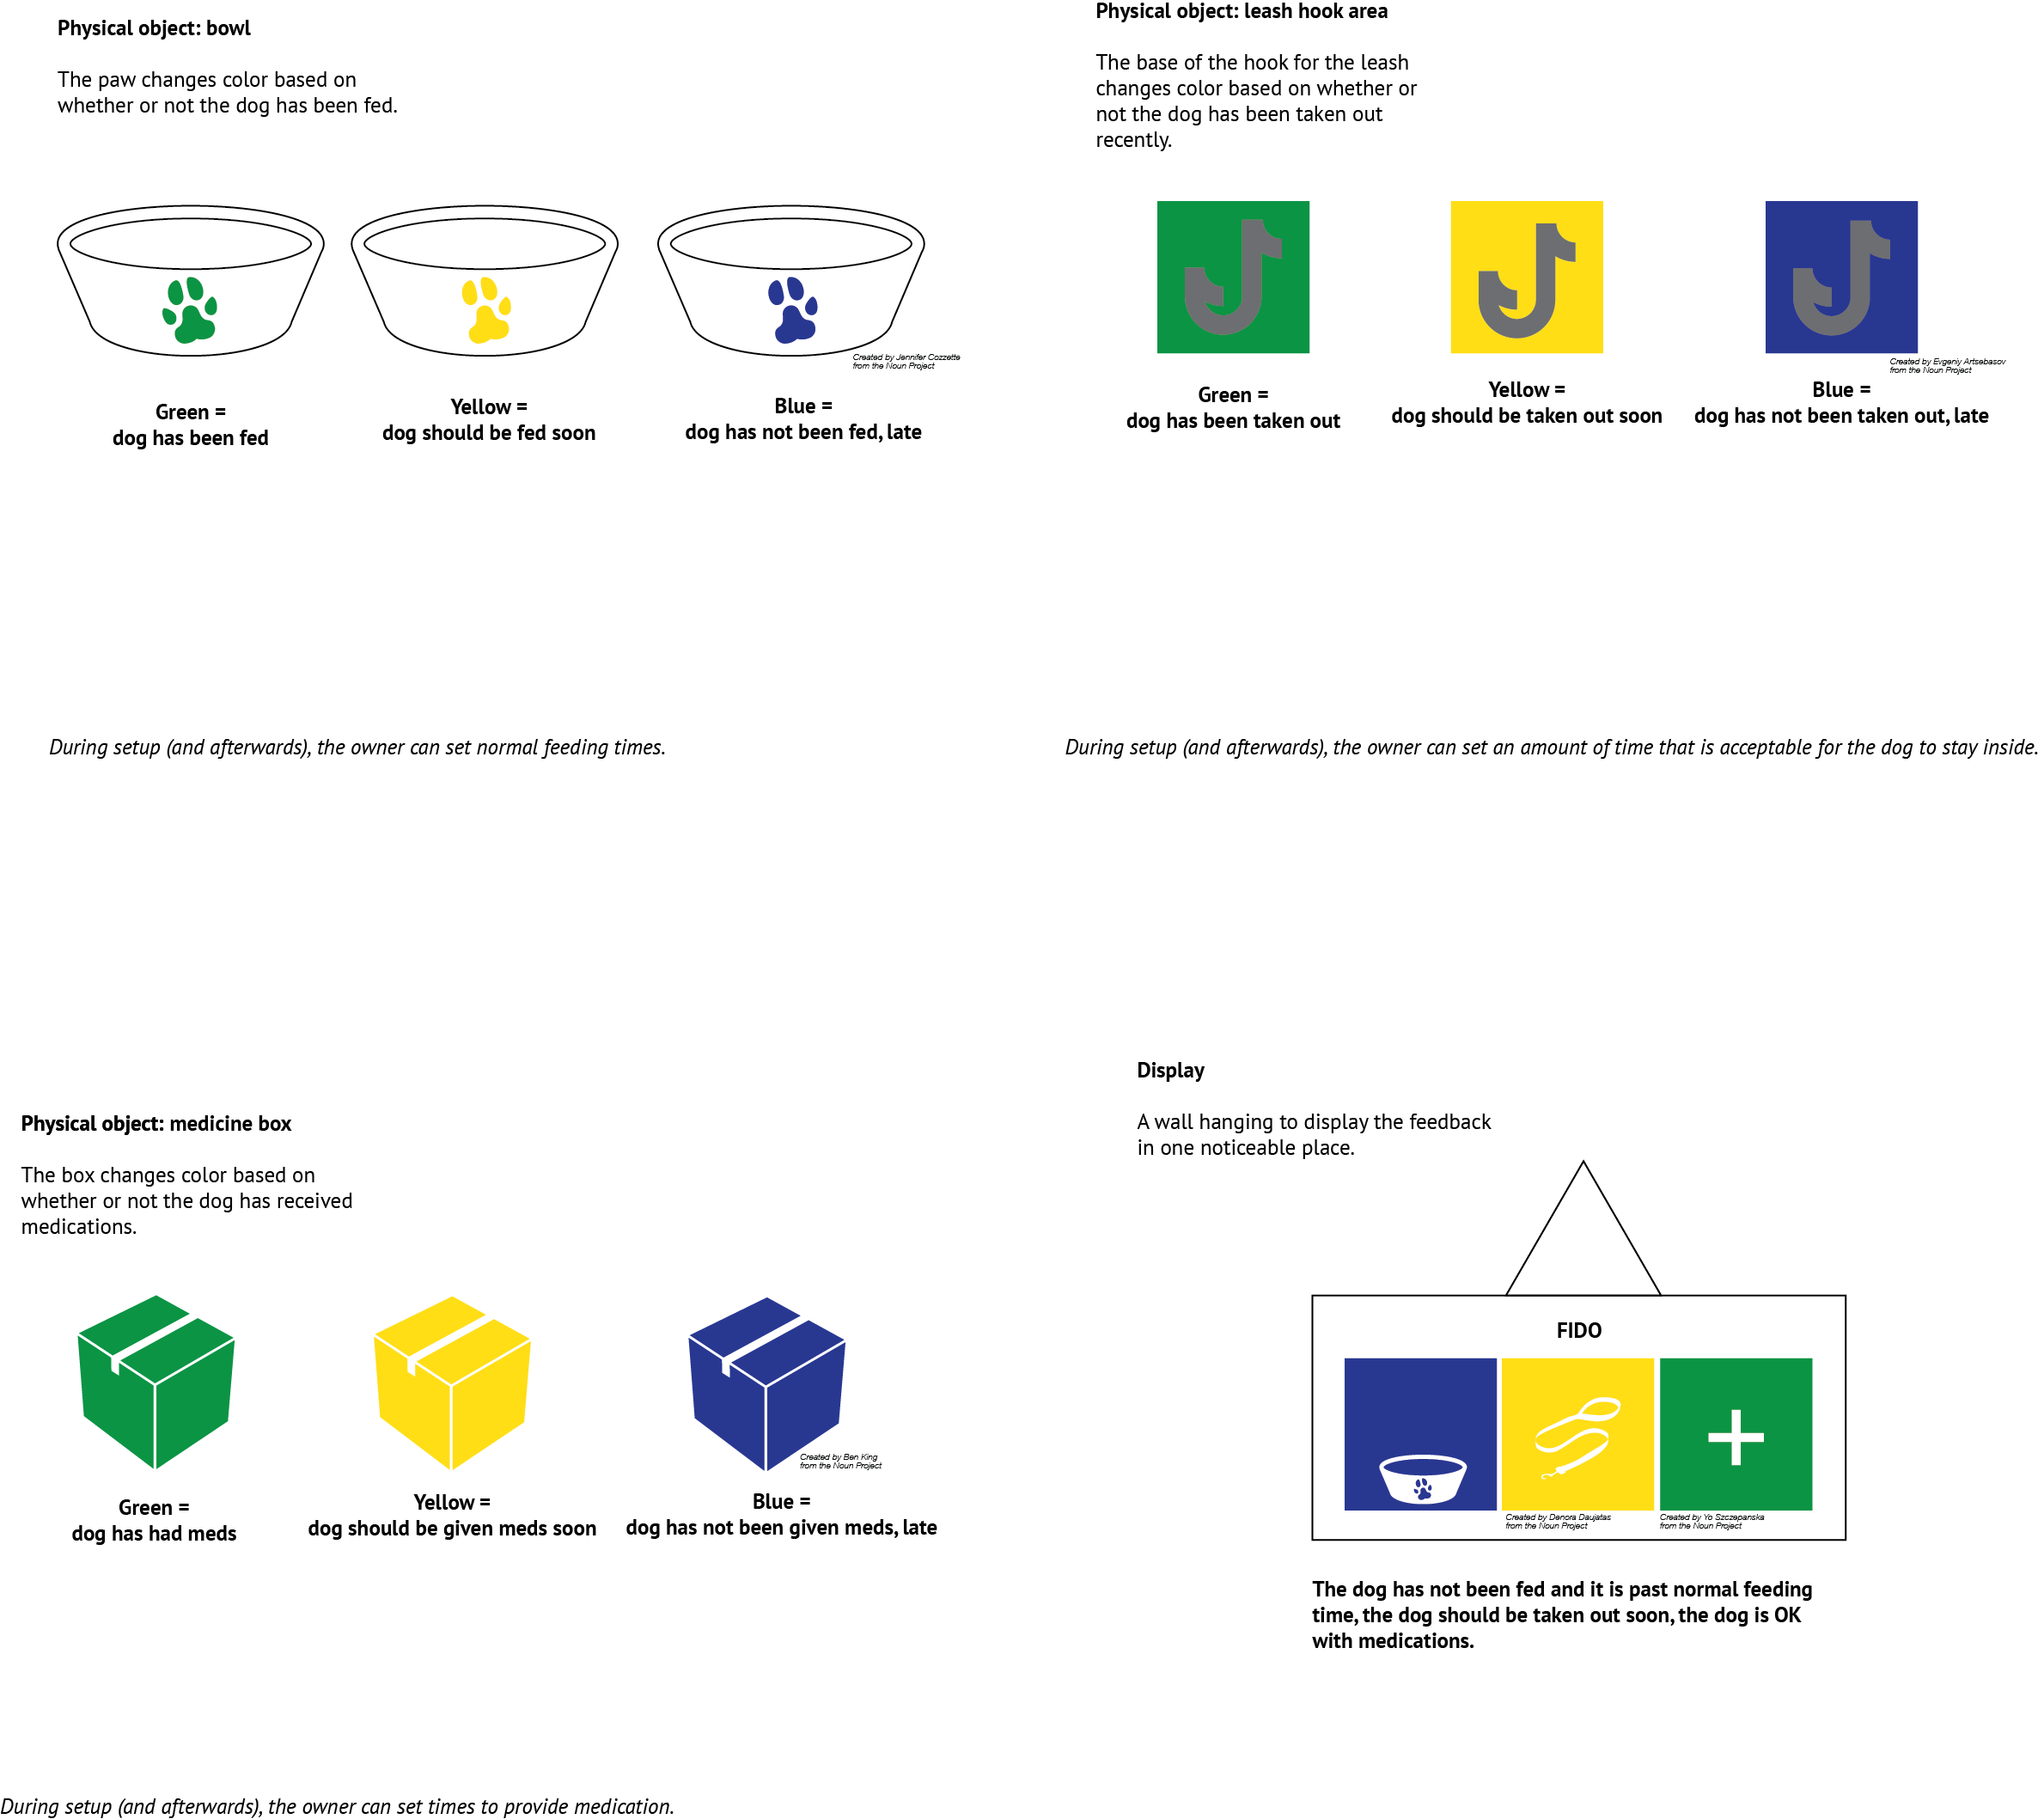 Physical object: bowl
The paw changes color based on
whether or not the dog has been fed.
Created by Jennifer Cozzette
from the Noun Project
Green =
dog has been fed
Yellow =
dog should be fed soon
Blue =
dog has not been fed, late
During setup (and afterwards), the owner can set normal feeding times.
Physical object: leash hook area
The base of the hook for the leash
changes color based on whether or
not the dog has been taken out
recently.
Created by Evgeniy Artsebasov
from the Noun Project
Green =
dog has been taken out
Yellow =
dog should be taken out soon
Blue =
dog has not been taken out, late
During setup (and afterwards), the owner can set an amount of time that is acceptable for the dog to stay inside.
Physical object: medicine box
The box changes color based on
whether or not the dog has received
medications.
Created by Ben King
from the Noun Project
Green =
dog has had meds
Yellow =
dog should be given meds soon
Blue =
dog has not been given meds, late
During setup (and afterwards), the owner can set times to provide medication.
Display
A wall hanging to display the feedback
in one noticeable place.
FIDO
Created by Denora Daujatas
from the Noun Project
Created by Yo Szczepanska
from the Noun Project
The dog has not been fed and it is past normal feeding
time, the dog should be taken out soon, the dog is OK
with medications.